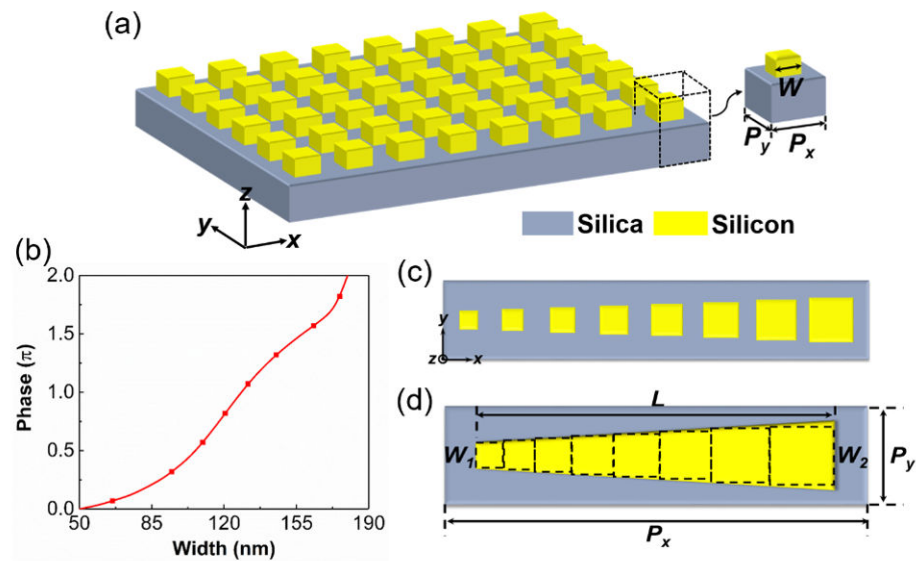 (a)
W
P_y
P_x
z
y
x
Silica
Silicon
(b)
2.0
1.5
1.0
0.5
0.0
Phase (π)
50
85
120
155
190
Width (nm)
(c)
y
z
x
(d)
L
W_1
W_2
P_y
P_x